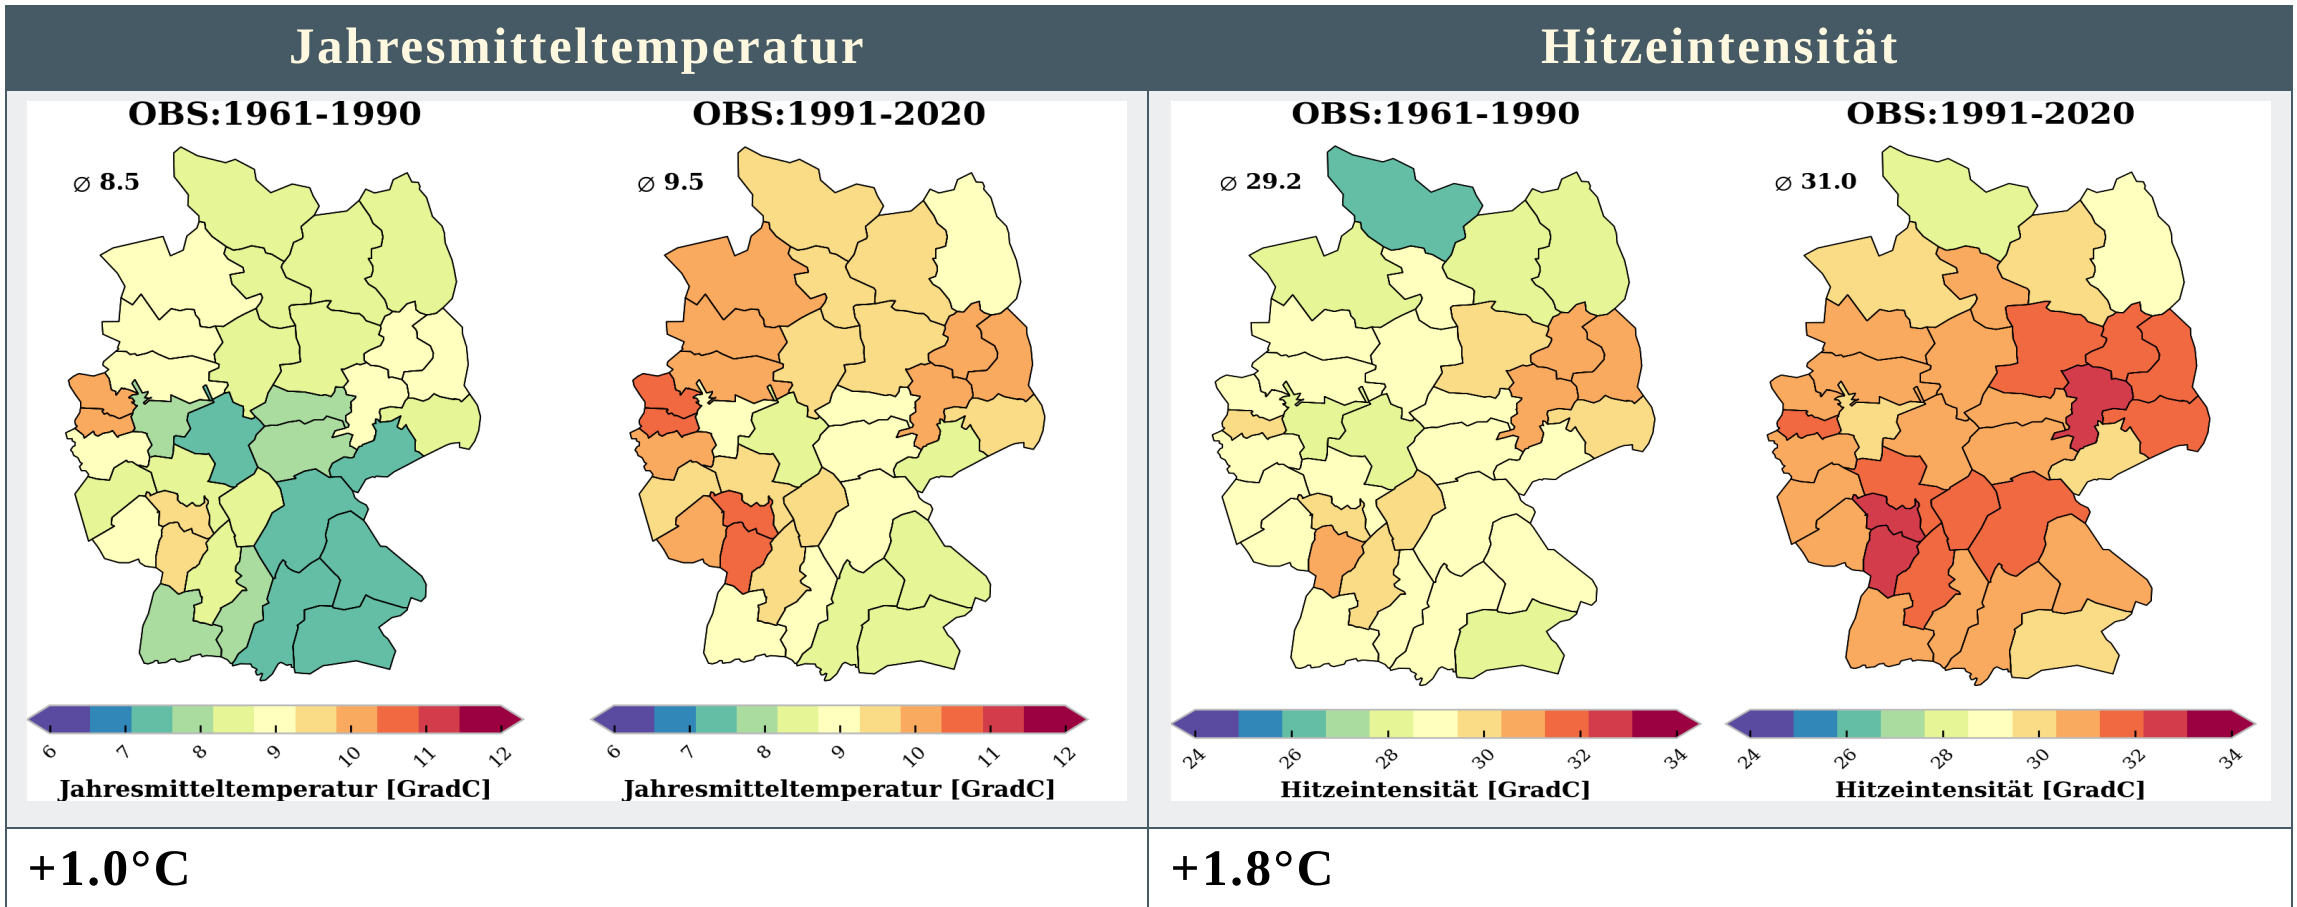 Jahresmitteltemperatur
Hitzeintensität
OBS:1961-1990
OBS:1991-2020
OBS:1961-1990
OBS:1991-2020
∅ 8.5
∅ 9.5
∅ 29.2
∅ 31.0
6 7 8 9 10 11 12
6 7 8 9 10 11 12
24 26 28 30 32 34
24 26 28 30 32 34
Jahresmitteltemperatur [GradC]
Jahresmitteltemperatur [GradC]
Hitzeintensität [GradC]
Hitzeintensität [GradC]
+1.0°C
+1.8°C